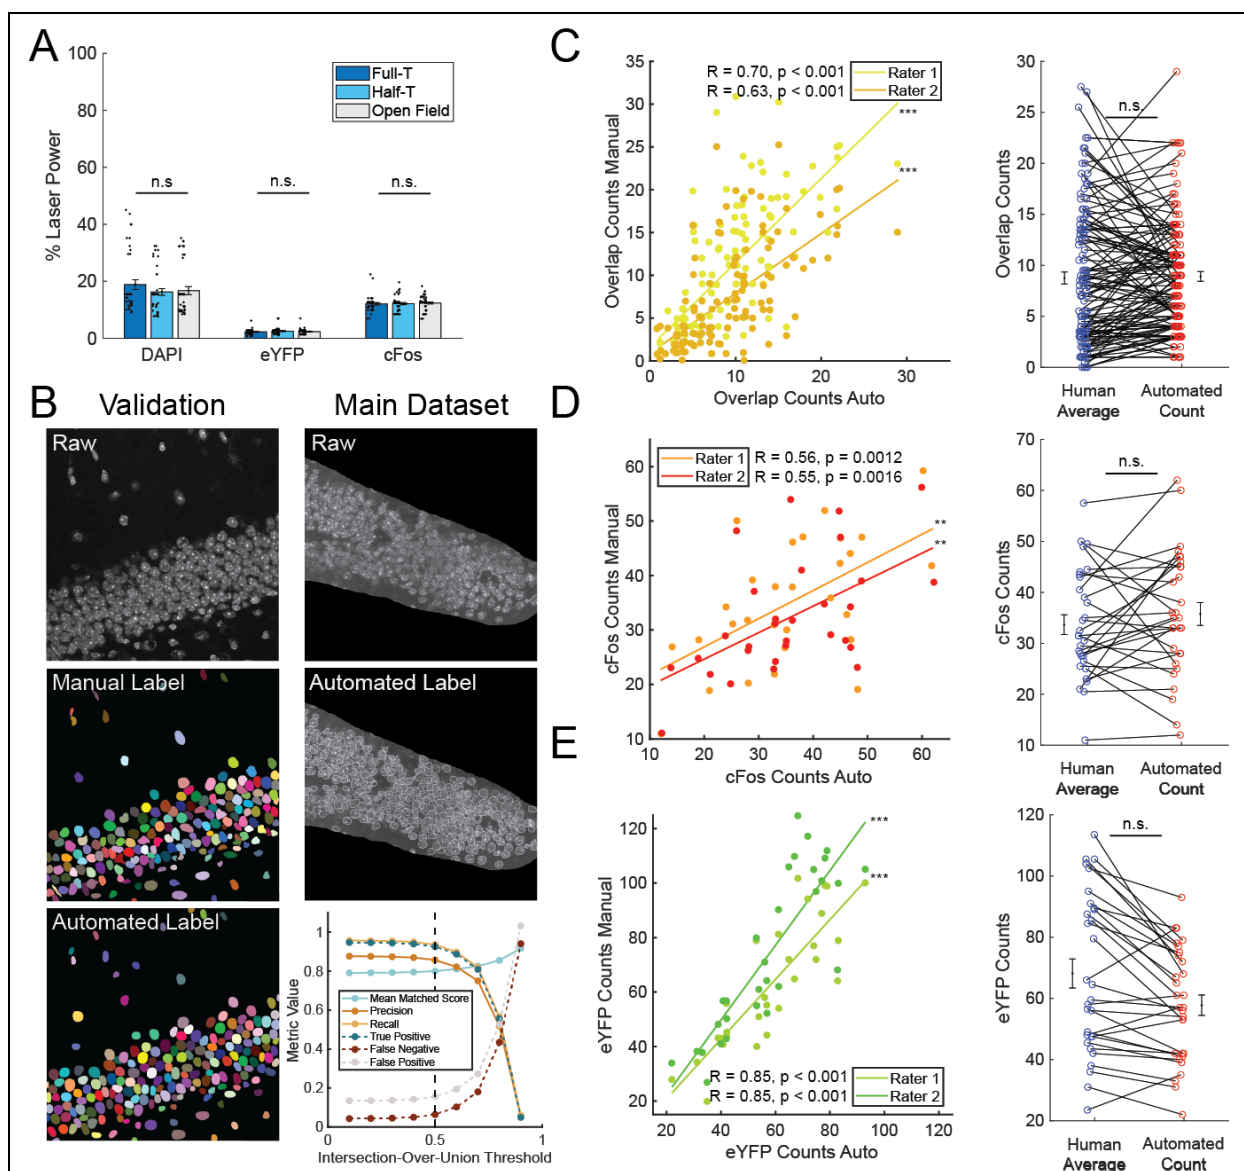 A
100
80
60
40
20
0
% Laser Power
Full-T
Half-T
Open Field
n.s
n.s.
n.s.
DAPI
eYFP
cFos
B
Validation
Main Dataset
Raw
Raw
Manual Label
Automated Label
Automated Label
1
0.8
0.6
0.4
0.2
0
Metric Value
Mean Matched Score
Precision
Recall
True Positive
False Negative
False Positive
0
0.5
1
Intersection-Over-Union Threshold
C
35
30
25
20
15
10
5
0
Overlap Counts Manual
R = 0.70, p < 0.001
R = 0.63, p < 0.001
Rater 1
Rater 2
***
***
0
10
20
30
Overlap Counts Auto
30
25
20
15
10
5
0
Overlap Counts
n.s
Human
Average
Automated
Count
D
60
50
40
30
20
10
cFos Counts Manual
Rater 1
Rater 2
R = 0.56, p = 0.0012
R = 0.55, p = 0.0016
**
**
10
20
30
40
50
60
cFos Counts Auto
70
60
50
40
30
20
10
cFos Counts
n.s.
Human
Average
Automated
Count
E
120
100
80
60
40
20
eYFP Counts Manual
***
***
R = 0.85, p < 0.001
R = 0.85, p < 0.001
Rater 1
Rater 2
20
40
60
80
100
120
eYFP Counts Auto
120
100
80
60
40
20
eYFP Counts
n.s.
Human
Average
Automated
Count